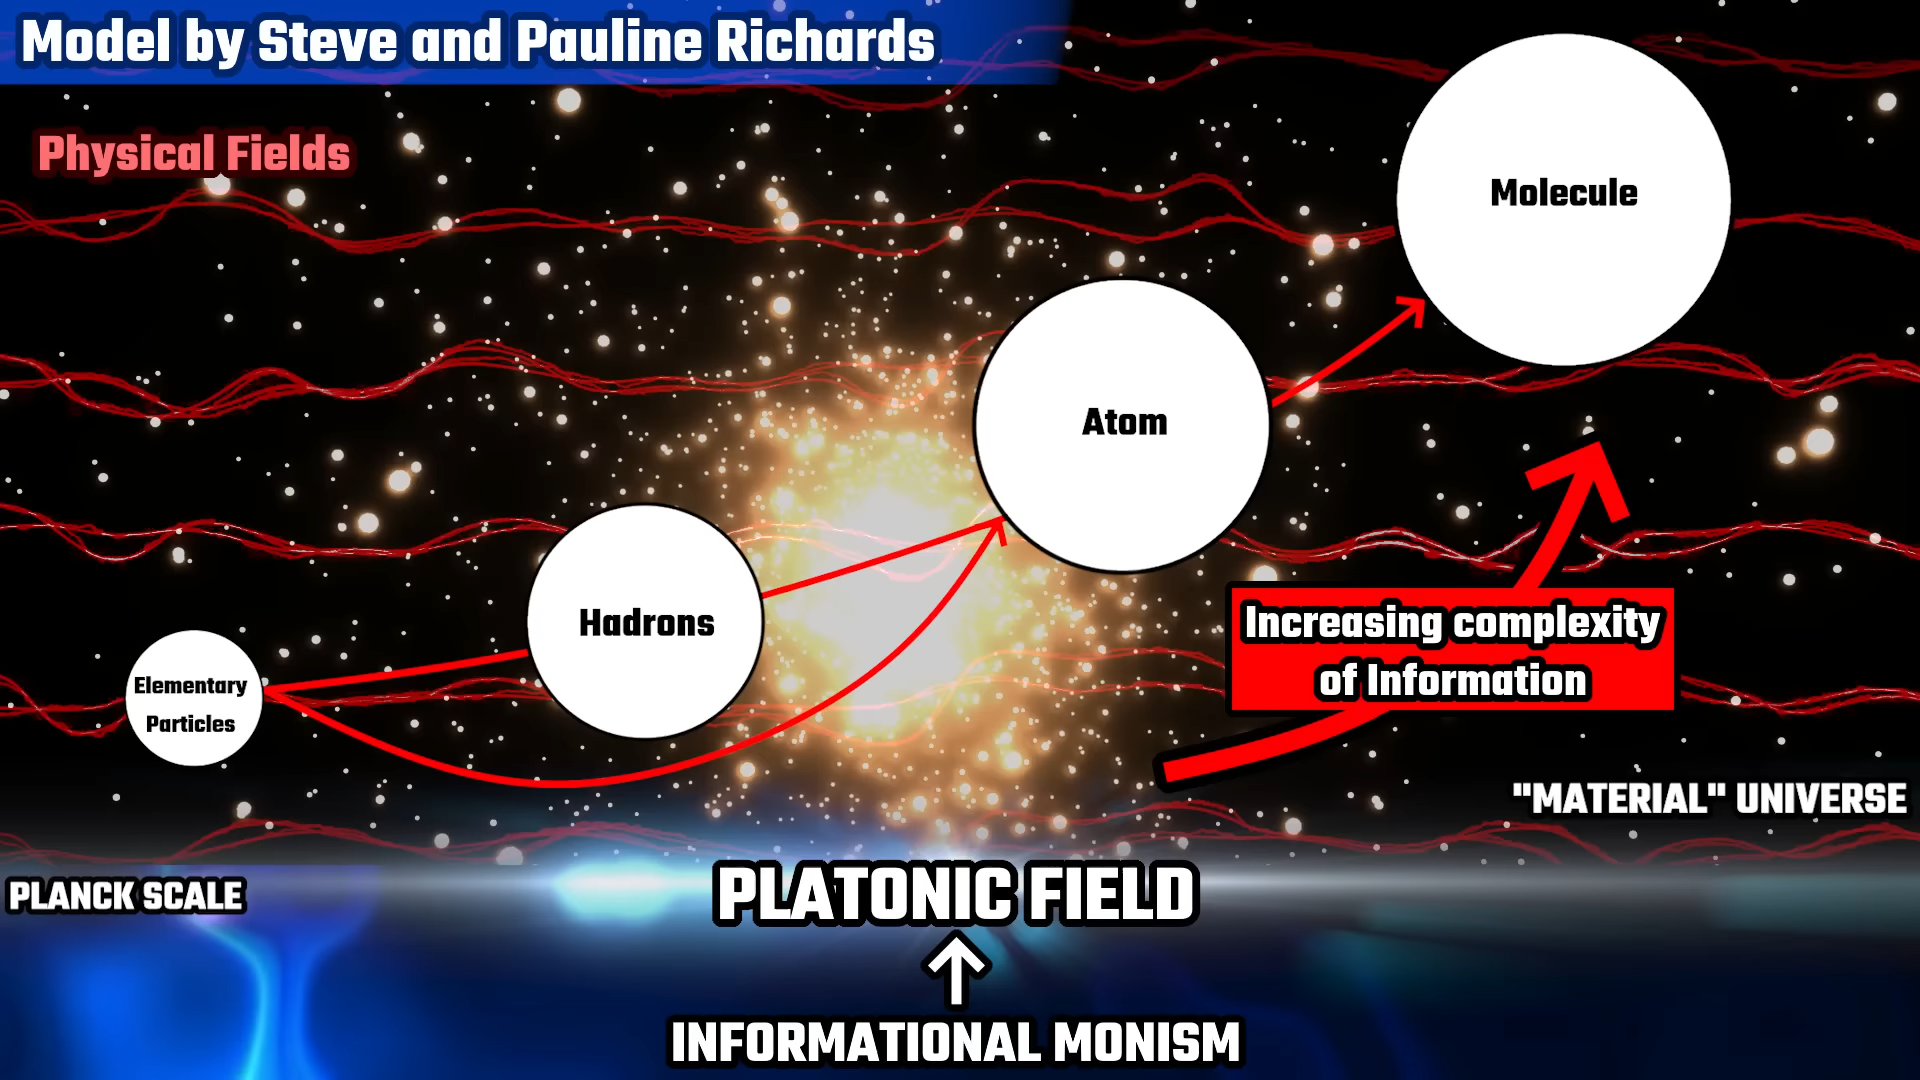 Model by Steve and Pauline Richards
Physical Fields
Molecule
Atom
Hadrons
Elementary
Particles
Increasing complexity
of Information
"MATERIAL" UNIVERSE
PLANCK SCALE
PLATONIC FIELD
INFORMATIONAL MONISM